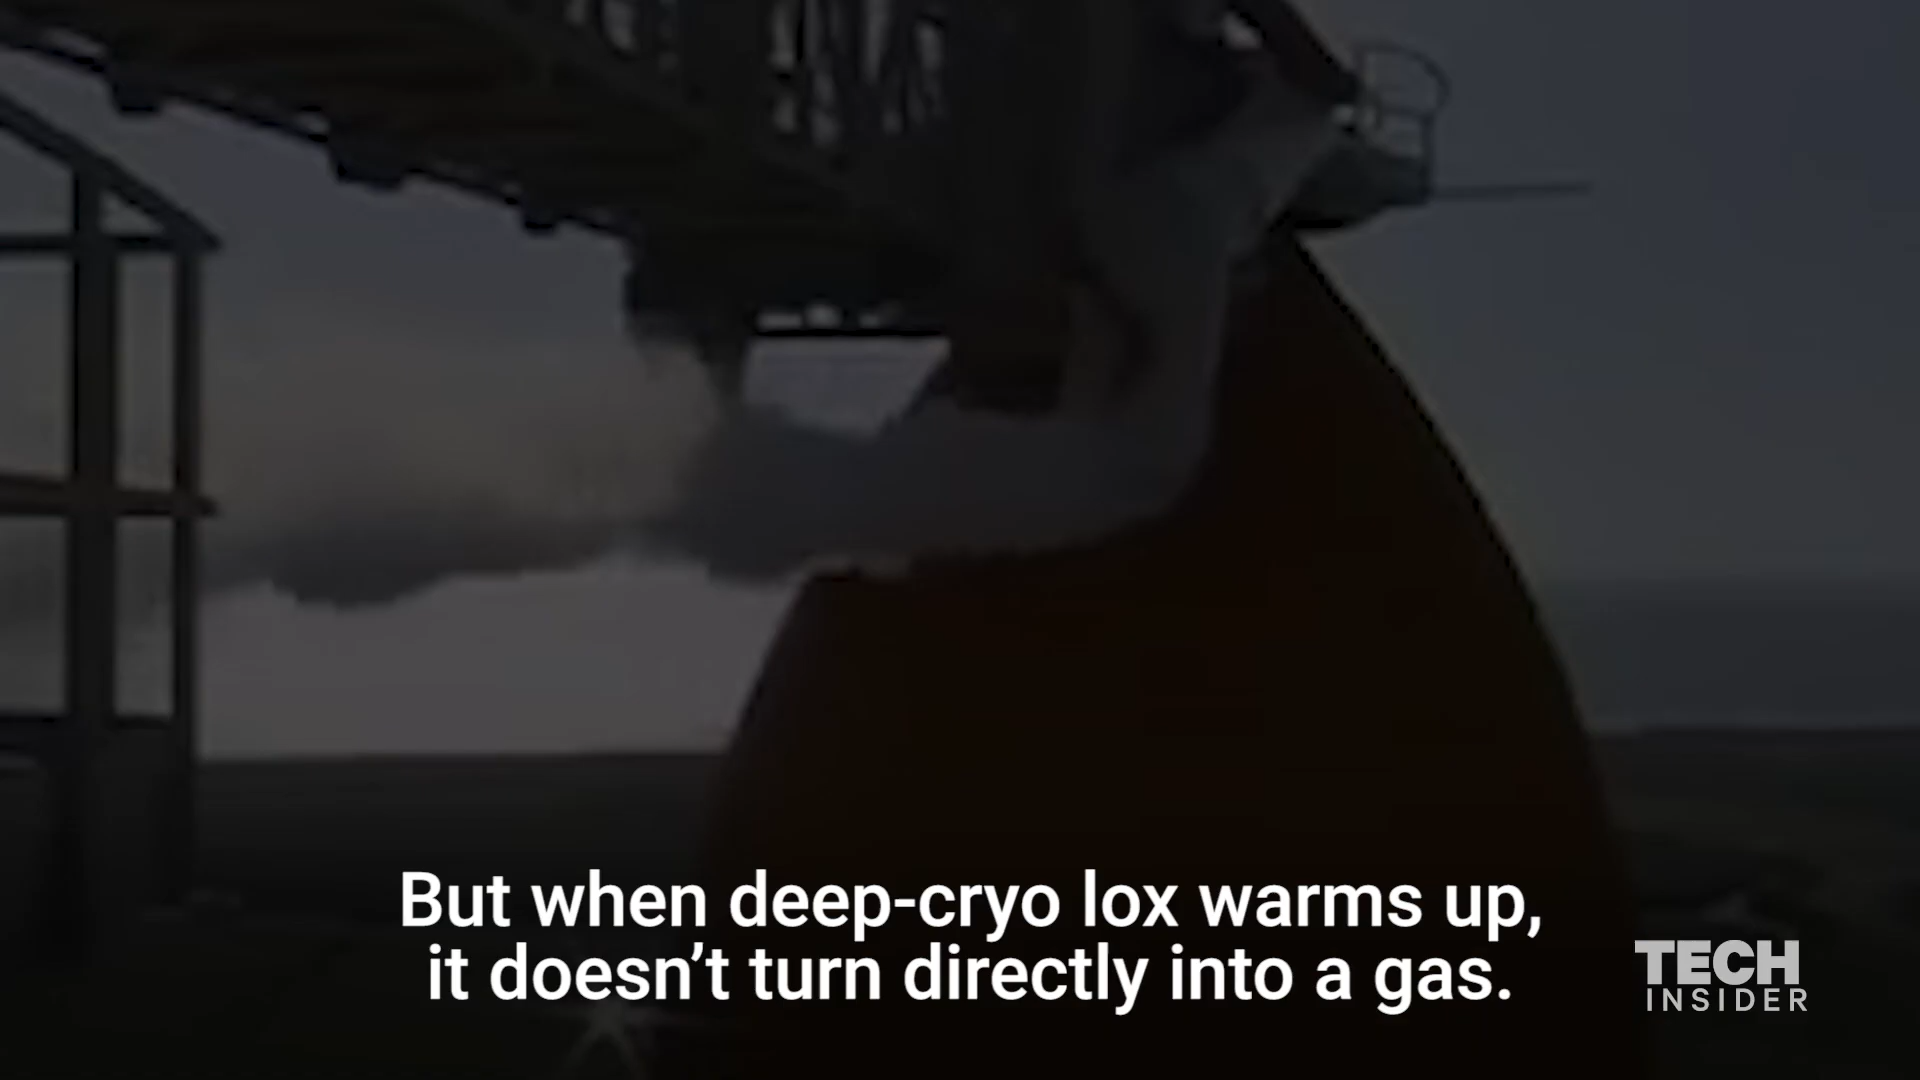 But when deep-cryo lox warms up,
it doesn’t turn directly into a gas.
TECH
INSIDER